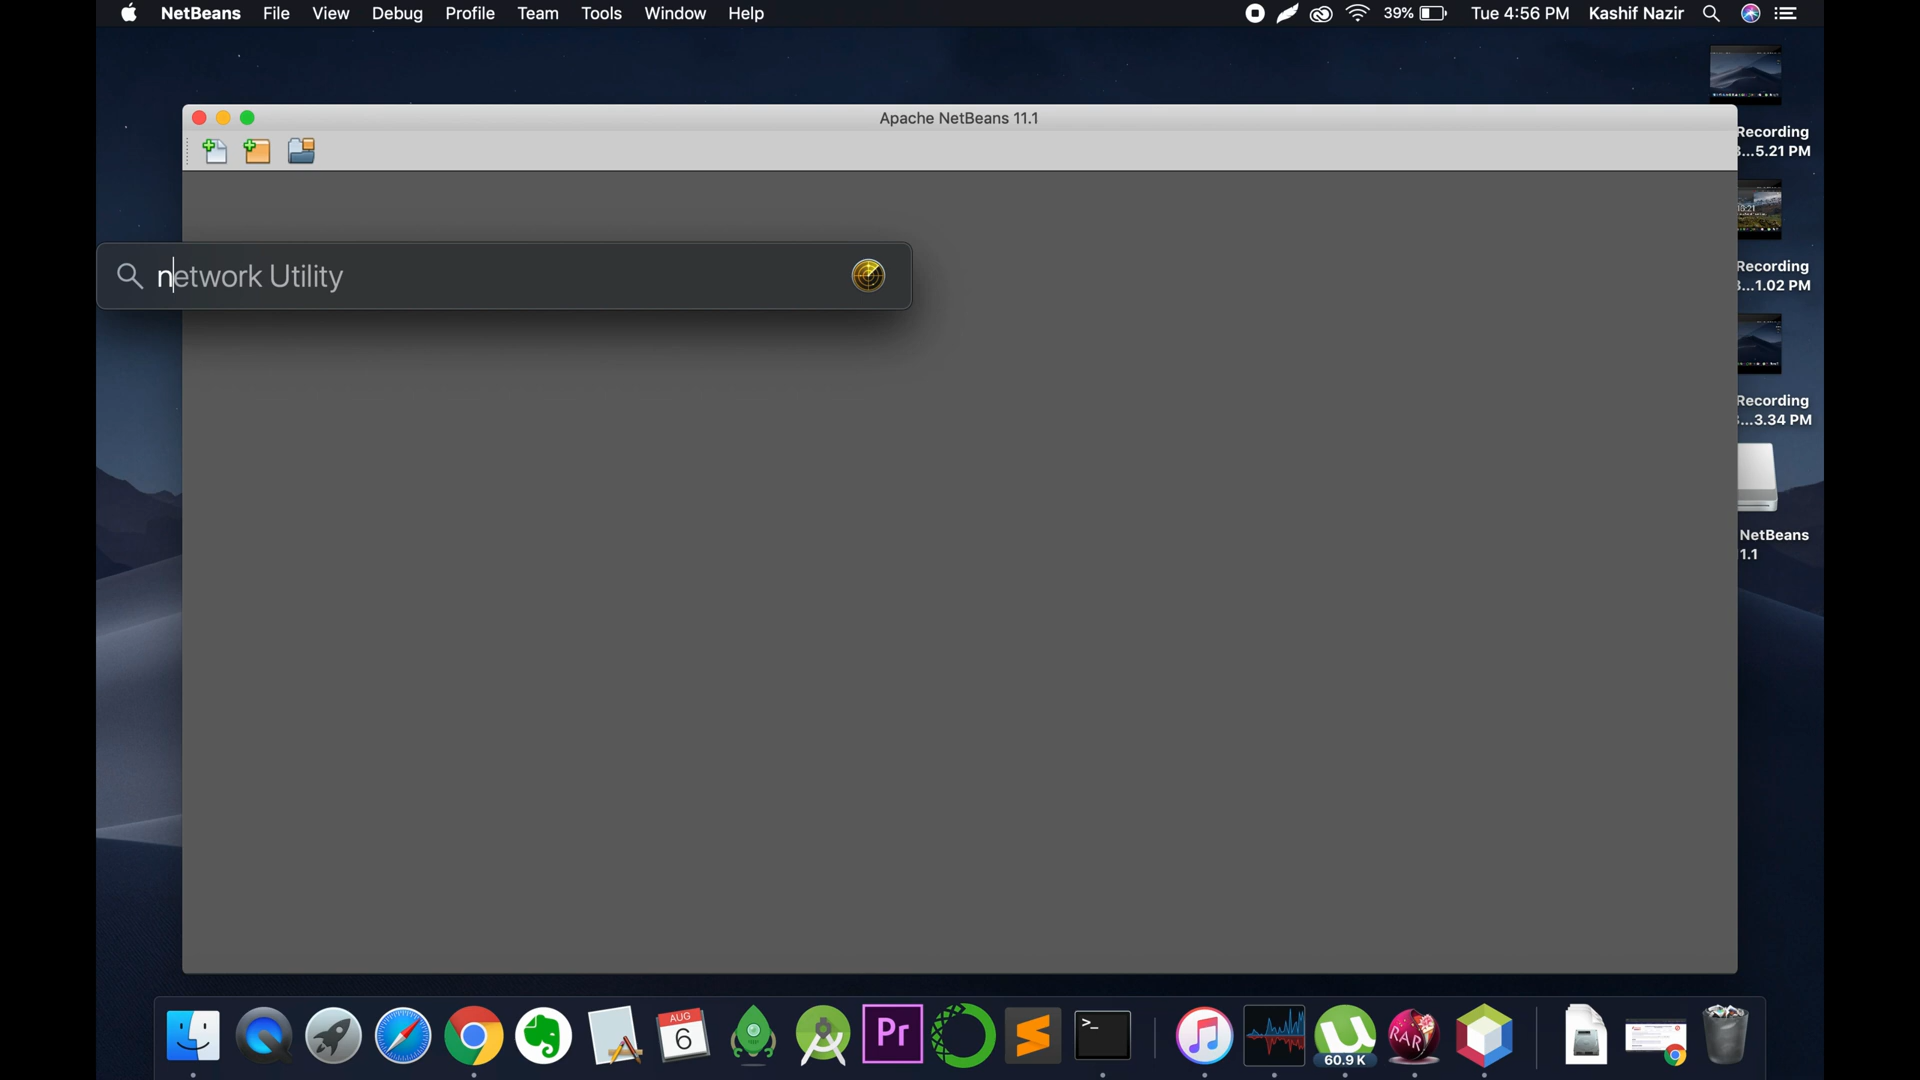 NetBeans File View Debug Profile Team Tools Window Help 39% Tue 4:56 PM Kashif Nazir
Apache NetBeans 11.1
Recording
...5.21 PM
network Utility
Recording
...1.02 PM
Recording
...3.34 PM
NetBeans
1.1
AUG
6
Pr
>_
60.9 K
RAR